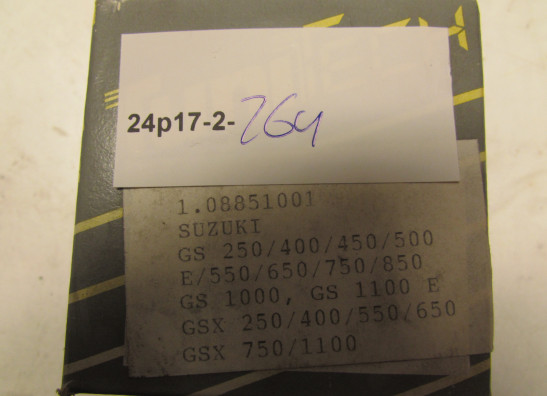 24p17-2-264
1.08851001
SUZUKI
GS 250/400/450/500
E/550/650/750/850
GS 1000, GS 1100 E
GSX 250/400/550/650
GSX 750/1100